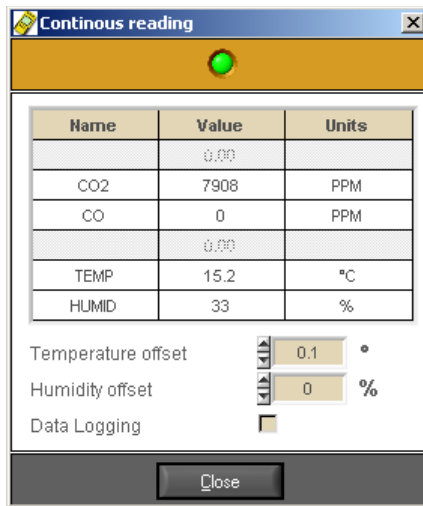 Continous reading
Name Value Units
0.00
CO2 7908 PPM
CO 0 PPM
0.00
TEMP 15.2 °C
HUMID 33 %
Temperature offset 0.1 °
Humidity offset 0 %
Data Logging
Close